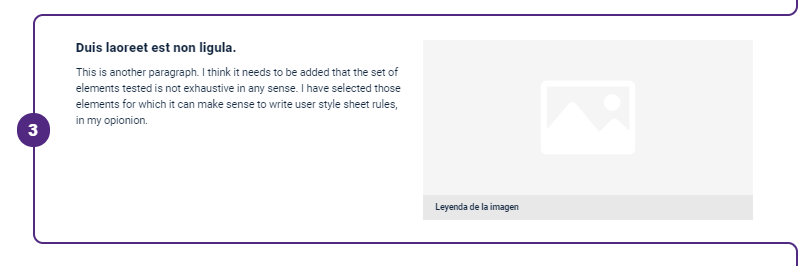 Duis laoreet est non ligula.
This is another paragraph. I think it needs to be added that the set of
elements tested is not exhaustive in any sense. I have selected those
elements for which it can make sense to write user style sheet rules,
in my opionion.
3
Leyenda de la imagen